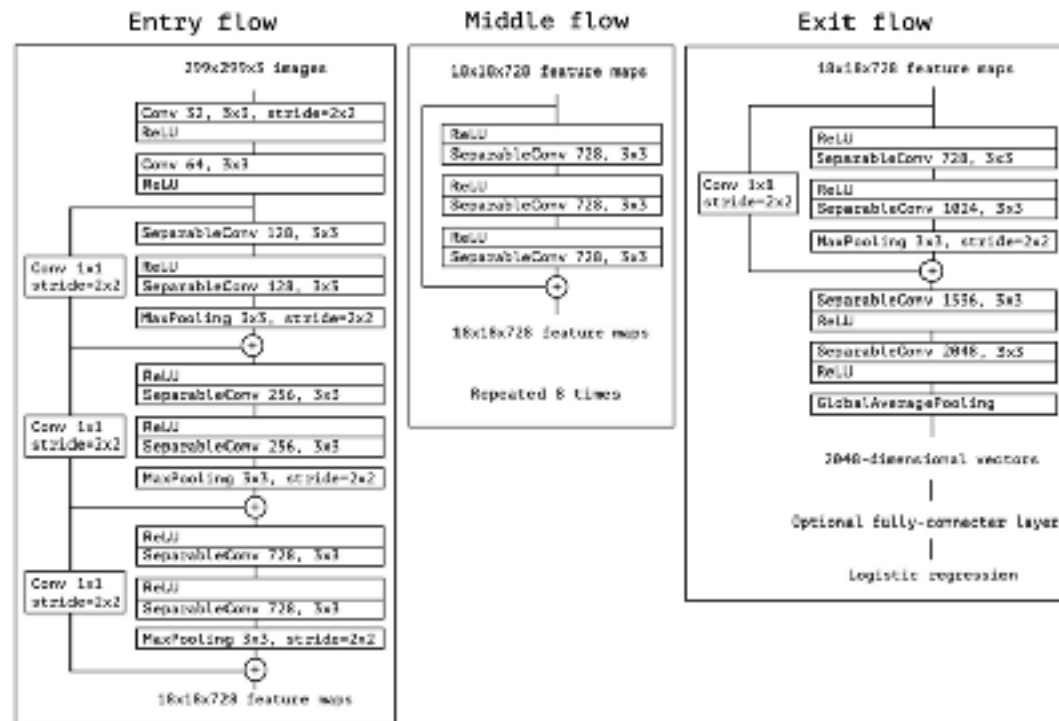 Entry flow
299x299x3 images
Conv 32, 3x3, stride=2x2
ReLU
Conv 64, 3x3
ReLU
SeparableConv 128, 3x3
Conv 1x1
stride=2x2
ReLU
SeparableConv 128, 3x3
MaxPooling 3x3, stride=2x2
+
ReLU
SeparableConv 256, 3x3
Conv 1x1
stride=2x2
ReLU
SeparableConv 256, 3x3
MaxPooling 3x3, stride=2x2
+
ReLU
SeparableConv 728, 3x3
Conv 1x1
stride=2x2
ReLU
SeparableConv 728, 3x3
MaxPooling 3x3, stride=2x2
+
18x18x728 feature maps
Middle flow
18x18x728 feature maps
ReLU
SeparableConv 728, 3x3
ReLU
SeparableConv 728, 3x3
ReLU
SeparableConv 728, 3x3
+
18x18x728 feature maps
Repeated 8 times
Exit flow
18x18x728 feature maps
ReLU
SeparableConv 728, 3x3
Conv 1x1
stride=2x2
ReLU
SeparableConv 1024, 3x3
MaxPooling 3x3, stride=2x2
+
SeparableConv 1536, 3x3
ReLU
SeparableConv 2048, 3x3
ReLU
GlobalAveragePooling
2048-dimensional vectors
Optional fully-connecter layer
Logistic regression